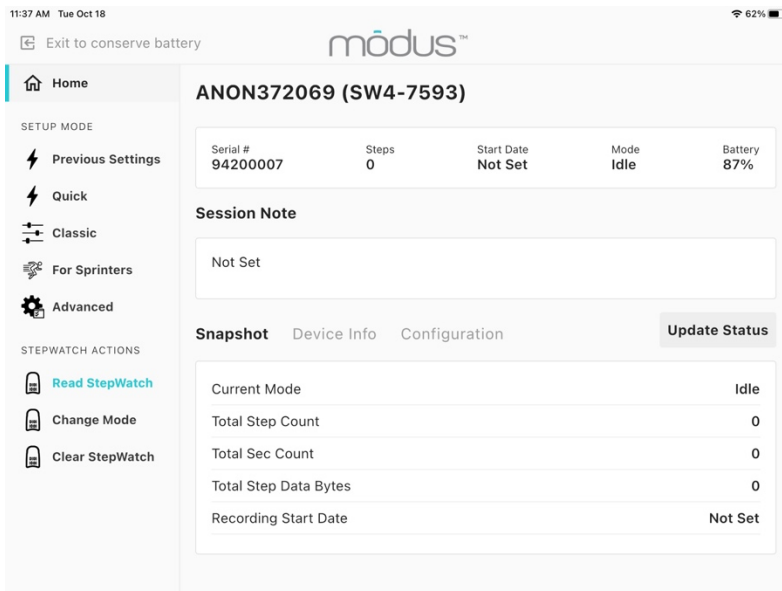 11:37 AM Tue Oct 18
62%
Exit to conserve battery
mōdus™
Home
SETUP MODE
Previous Settings
Quick
Classic
For Sprinters
Advanced
STEPWATCH ACTIONS
Read StepWatch
Change Mode
Clear StepWatch
ANON372069 (SW4-7593)
Serial # Steps Start Date Mode Battery
94200007 0 Not Set Idle 87%
Session Note
Not Set
Snapshot Device Info Configuration Update Status
Current Mode Idle
Total Step Count 0
Total Sec Count 0
Total Step Data Bytes 0
Recording Start Date Not Set